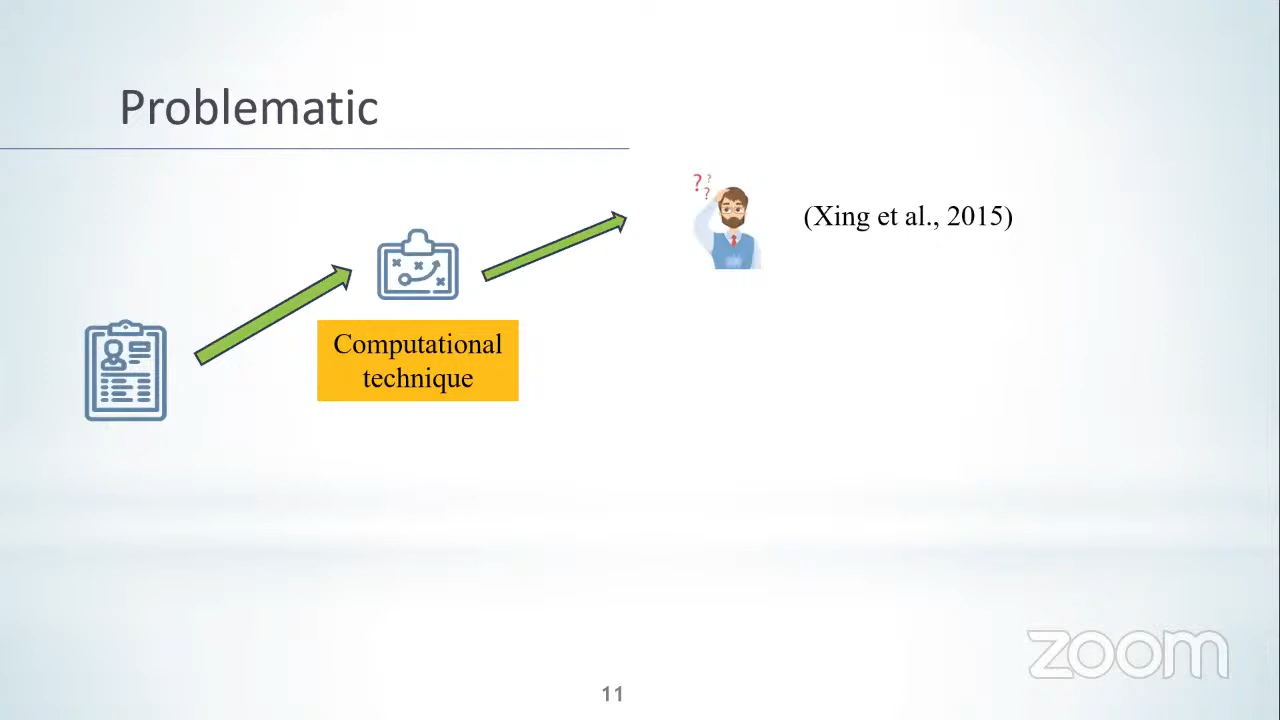 Problematic
? ?
?
(Xing et al., 2015)
Computational
technique
zoom
11